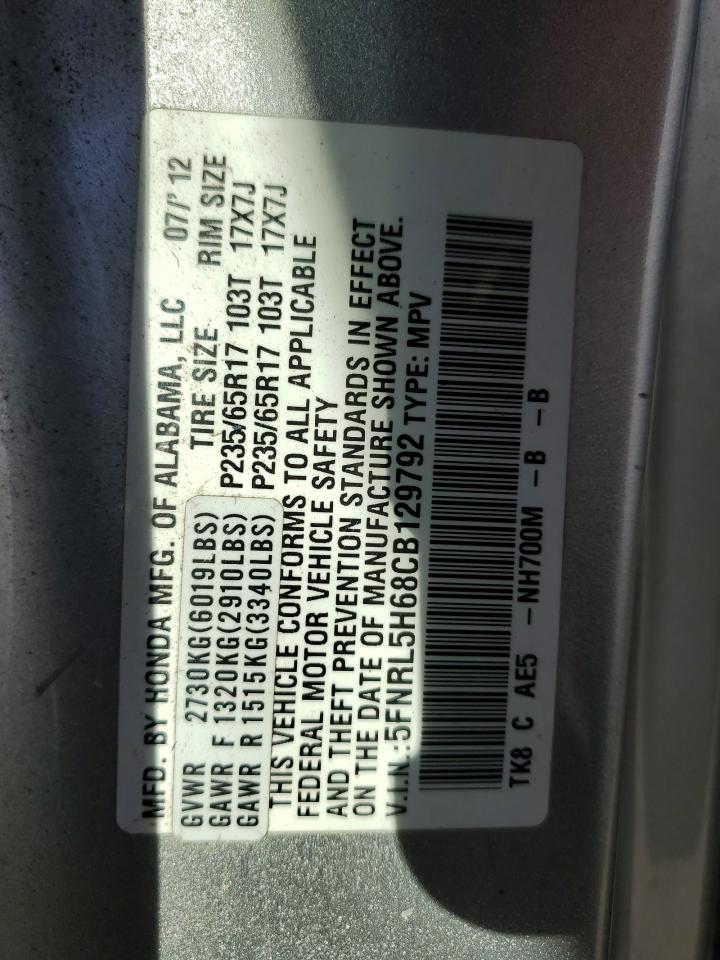 MFD. BY HONDA MFG. OF ALABAMA, LLC 07/'12
GVWR 2730KG(6019LBS) TIRE SIZE RIM SIZE
GAWR F 1320KG(2910LBS) P235/65R17 103T 17X7J
GAWR R 1515KG(3340LBS) P235/65R17 103T 17X7J
THIS VEHICLE CONFORMS TO ALL APPLICABLE
FEDERAL MOTOR VEHICLE SAFETY
AND THEFT PREVENTION STANDARDS IN EFFECT
ON THE DATE OF MANUFACTURE SHOWN ABOVE.
V.I.N.:5FNRL5H68CB129792 TYPE: MPV
TK8 C AE5 -NH700M -B -B